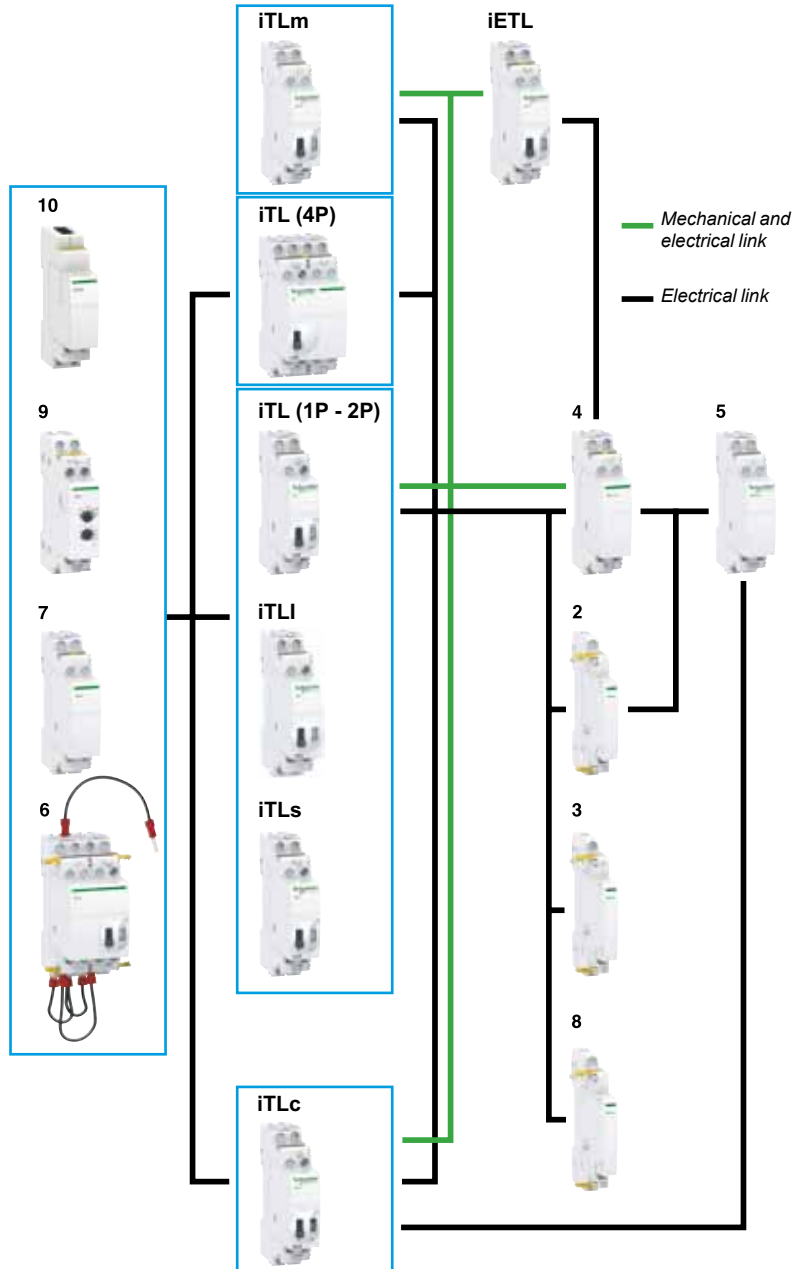 iTLm
iETL
10
iTL (4P)
Mechanical and
electrical link
Electrical link
9
iTL (1P - 2P)
4
5
7
iTLI
2
6
iTLs
3
8
iTLc